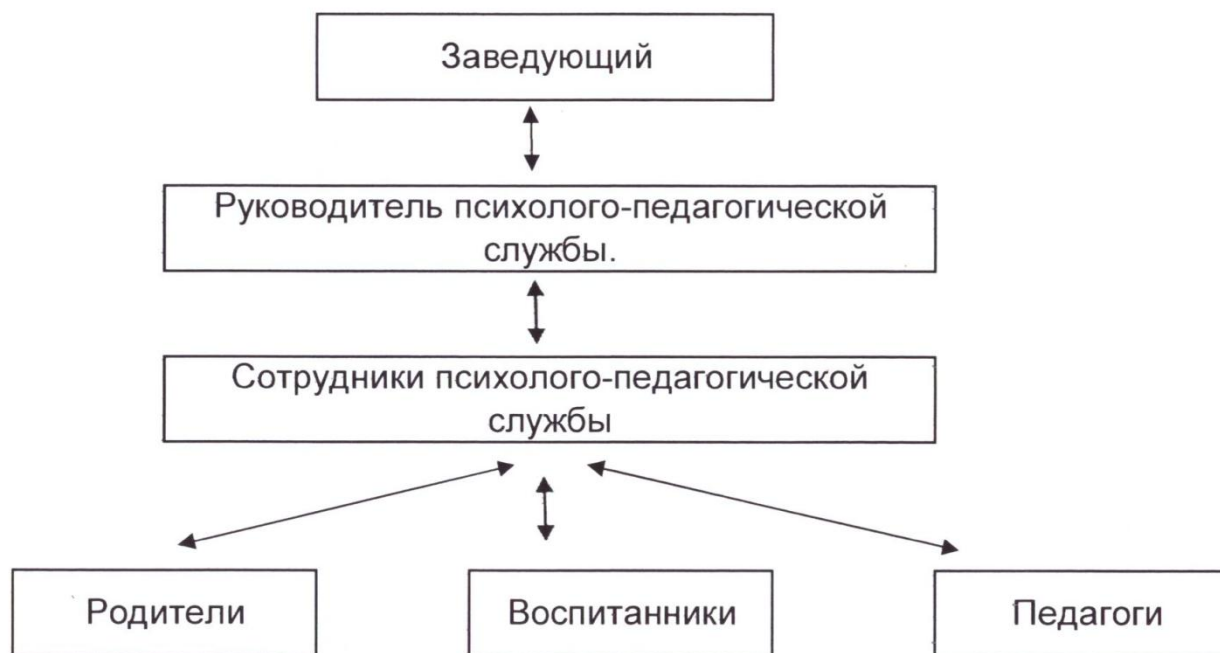 Заведующий
Руководитель психолого-педагогической
службы.
Сотрудники психолого-педагогической
службы
Родители
Воспитанники
Педагоги